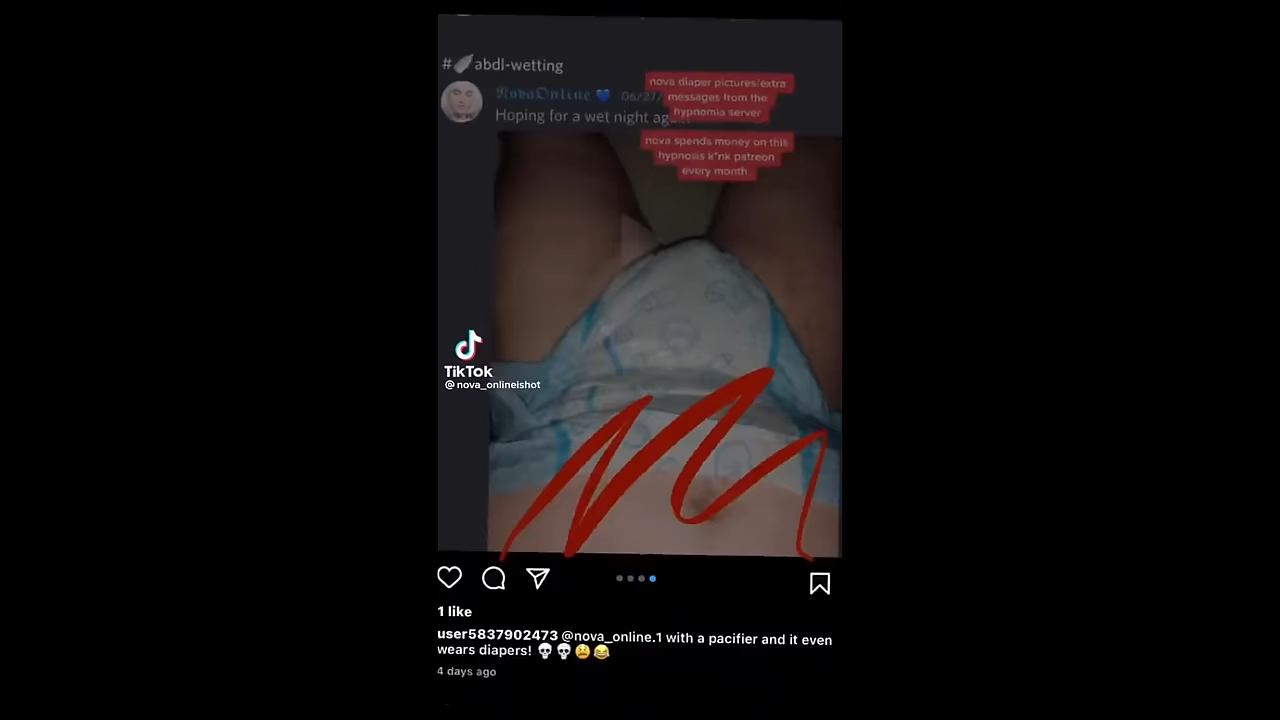 #abdl-wetting
NovaOnline 💙 06/27/
Hoping for a wet night
nova diaper pictures/extra
messages from the
hypnomia server
nova spends money on this
hypnosis k*nk patreon
every month.
TikTok
@nova_onlineishot
1 like
user5837902473 @nova_online.1 with a pacifier and it even
wears diapers! 💀💀😫😂
4 days ago